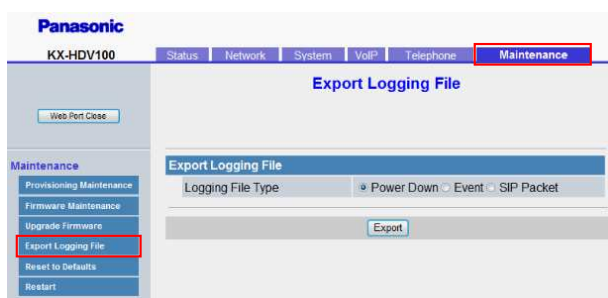 Panasonic
KX-HDV100
Status Network System VoIP Telephone Maintenance
Export Logging File
Web Port Close
Maintenance
Provisioning Maintenance
Firmware Maintenance
Upgrade Firmware
Export Logging File
Reset to Defaults
Restart
Export Logging File
Logging File Type Power Down Event SIP Packet
Export